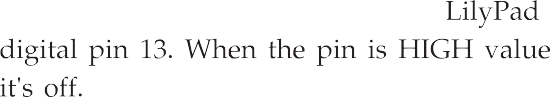 LilyPad
digital pin 13. When the pin is HIGH value
it's off.